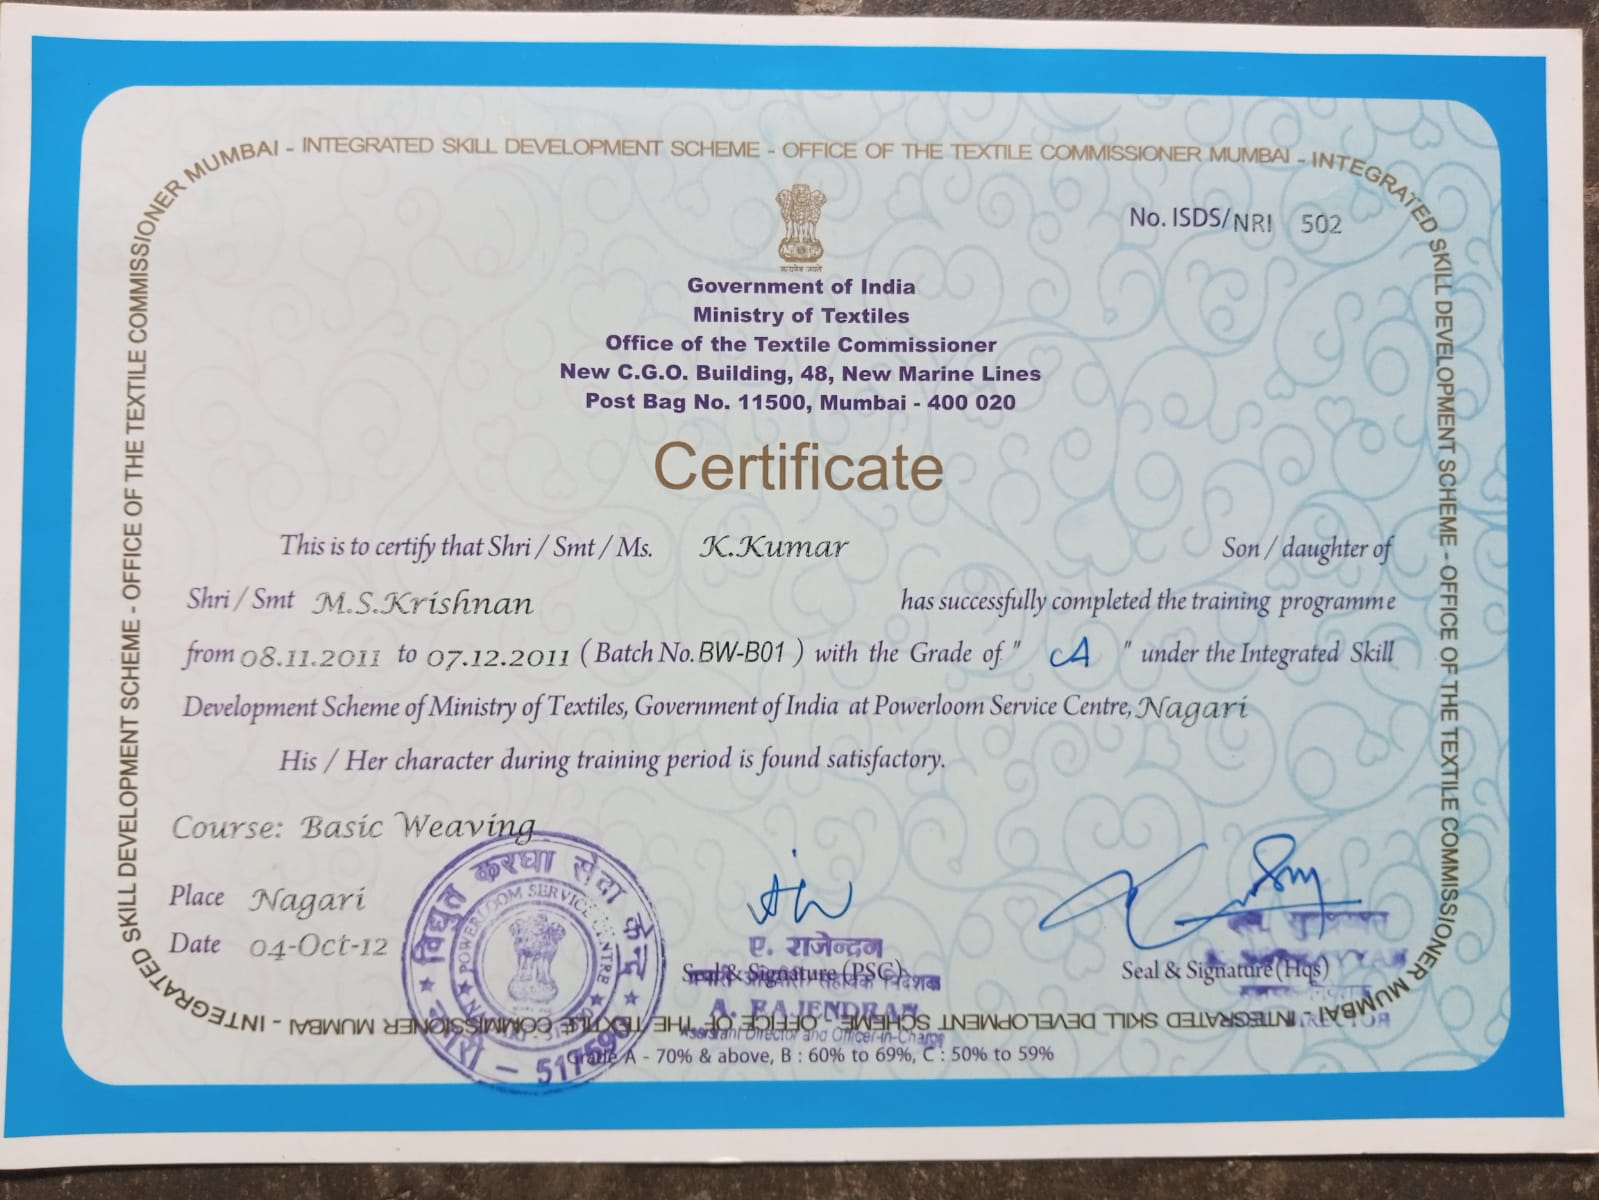 MUMBAI - INTEGRATED SKILL DEVELOPMENT SCHEME - OFFICE OF THE TEXTILE COMMISSIONER MUMBAI - INTEGRATED SKILL DEVELOPMENT SCHEME - OFFICE OF THE TEXTILE COMMISSIONER MUMBAI - INTEGRATED SKILL DEVELOPMENT SCHEME - OFFICE OF THE TEXTILE COMMISSIONER MUMBAI - INTEGRATED SKILL DEVELOPMENT SCHEME - OFFICE OF THE TEXTILE COMMISSIONER
सत्यमेव जयते
No. ISDS/NRI 502
Government of India
Ministry of Textiles
Office of the Textile Commissioner
New C.G.O. Building, 48, New Marine Lines
Post Bag No. 11500, Mumbai - 400 020
Certificate
This is to certify that Shri / Smt / Ms. K.Kumar Son / daughter of
Shri / Smt M.S.Krishnan has successfully completed the training programme
from 08.11.2011 to 07.12.2011 ( Batch No. BW-B01 ) with the Grade of " A " under the Integrated Skill
Development Scheme of Ministry of Textiles, Government of India at Powerloom Service Centre, Nagari
His / Her character during training period is found satisfactory.
Course: Basic Weaving
Place Nagari
Date 04-Oct-12
विद्युत करघा सेवा केन्द्र
POWERLOOM SERVICE CENTRE
ए. राजेन्द्रन
Seal & Signature (PSC)
A. RAJENDRAN
Assistant Director and Officer-in-Charge
Seal & Signature (Hqs)
DIRECTOR
Grade A - 70% & above, B : 60% to 69%, C : 50% to 59%